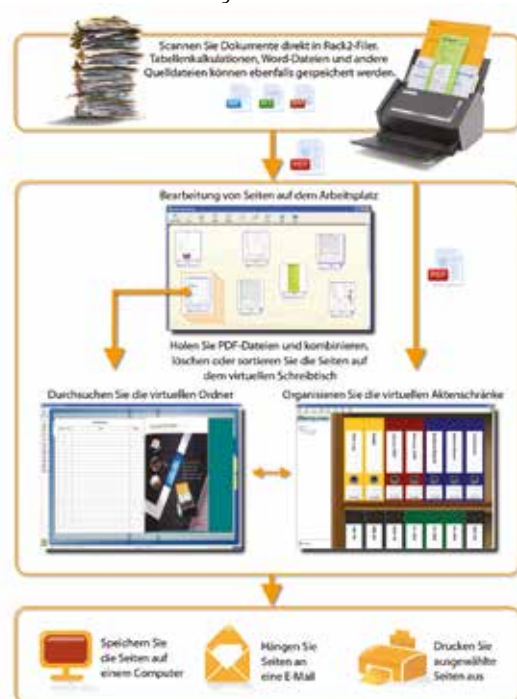 Scannen Sie Dokumente direkt in Rack2-Filer.
Tabellenkalkulationen, Word-Dateien und andere
Quelldateien können ebenfalls gespeichert werden.
PDF
Bearbeitung von Seiten auf dem Arbeitsplatz
PDF
Holen Sie PDF-Dateien und kombinieren,
löschen oder sortieren Sie die Seiten auf
dem virtuellen Schreibtisch
Durchsuchen Sie die virtuellen Ordner
Organisieren Sie die virtuellen Aktenschränke
Speichern Sie
die Seiten auf
einem Computer
Hängen Sie
Seiten an
eine E-Mail
Drucken Sie
ausgewählte
Seiten aus